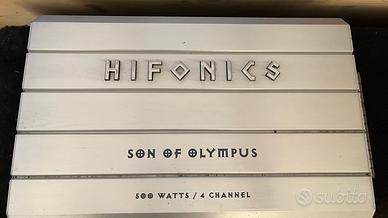 HIFONICS
SON OF OLYMPUS
500 WATTS / 4 CHANNEL
subito